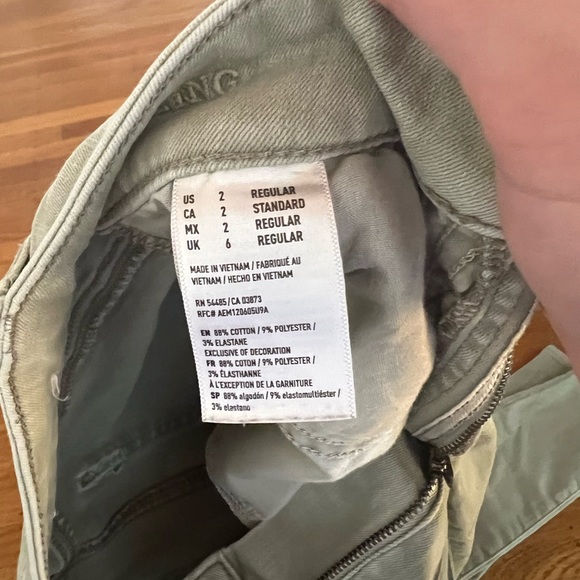 US 2 REGULAR
CA 2 STANDARD
MX 2 REGULAR
UK 6 REGULAR
MADE IN VIETNAM / FABRIQUÉ AU
VIETNAM / HECHO EN VIETNAM
RN 54485/CA 03873
RFC# AEM120605U9A
EN 88% COTTON / 9% POLYESTER /
3% ELASTANE
EXCLUSIVE OF DECORATION
FR 88% COTON / 9% POLYESTER /
3% ÉLASTHANNE
À L'EXCEPTION DE LA GARNITURE
SP 88% algodón / 9% elastomultiéster /
3% elastano